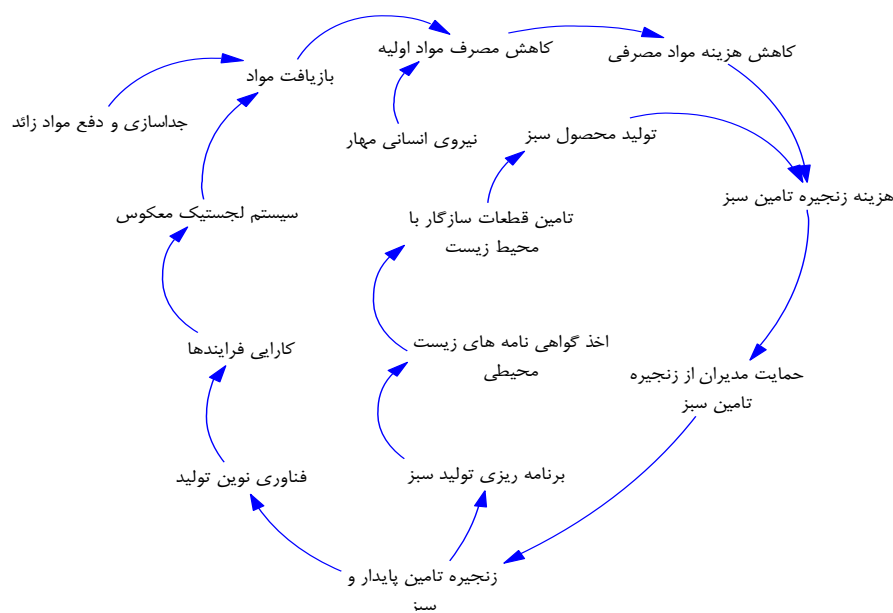 کاهش مصرف مواد اولیه
کاهش هزینه مواد مصرفی
بازیافت مواد
جداسازی و دفع مواد زائد
نیروی انسانی مهار
تولید محصول سبز
هزینه زنجیره تامین سبز
سیستم لجستیک معکوس
تامین قطعات سازگار با
محیط زیست
کارایی فرایندها
اخذ گواهی نامه های زیست
محیطی
حمایت مدیران از زنجیره
تامین سبز
فناوری نوین تولید
برنامه ریزی تولید سبز
زنجیره تامین پایدار و
سبز